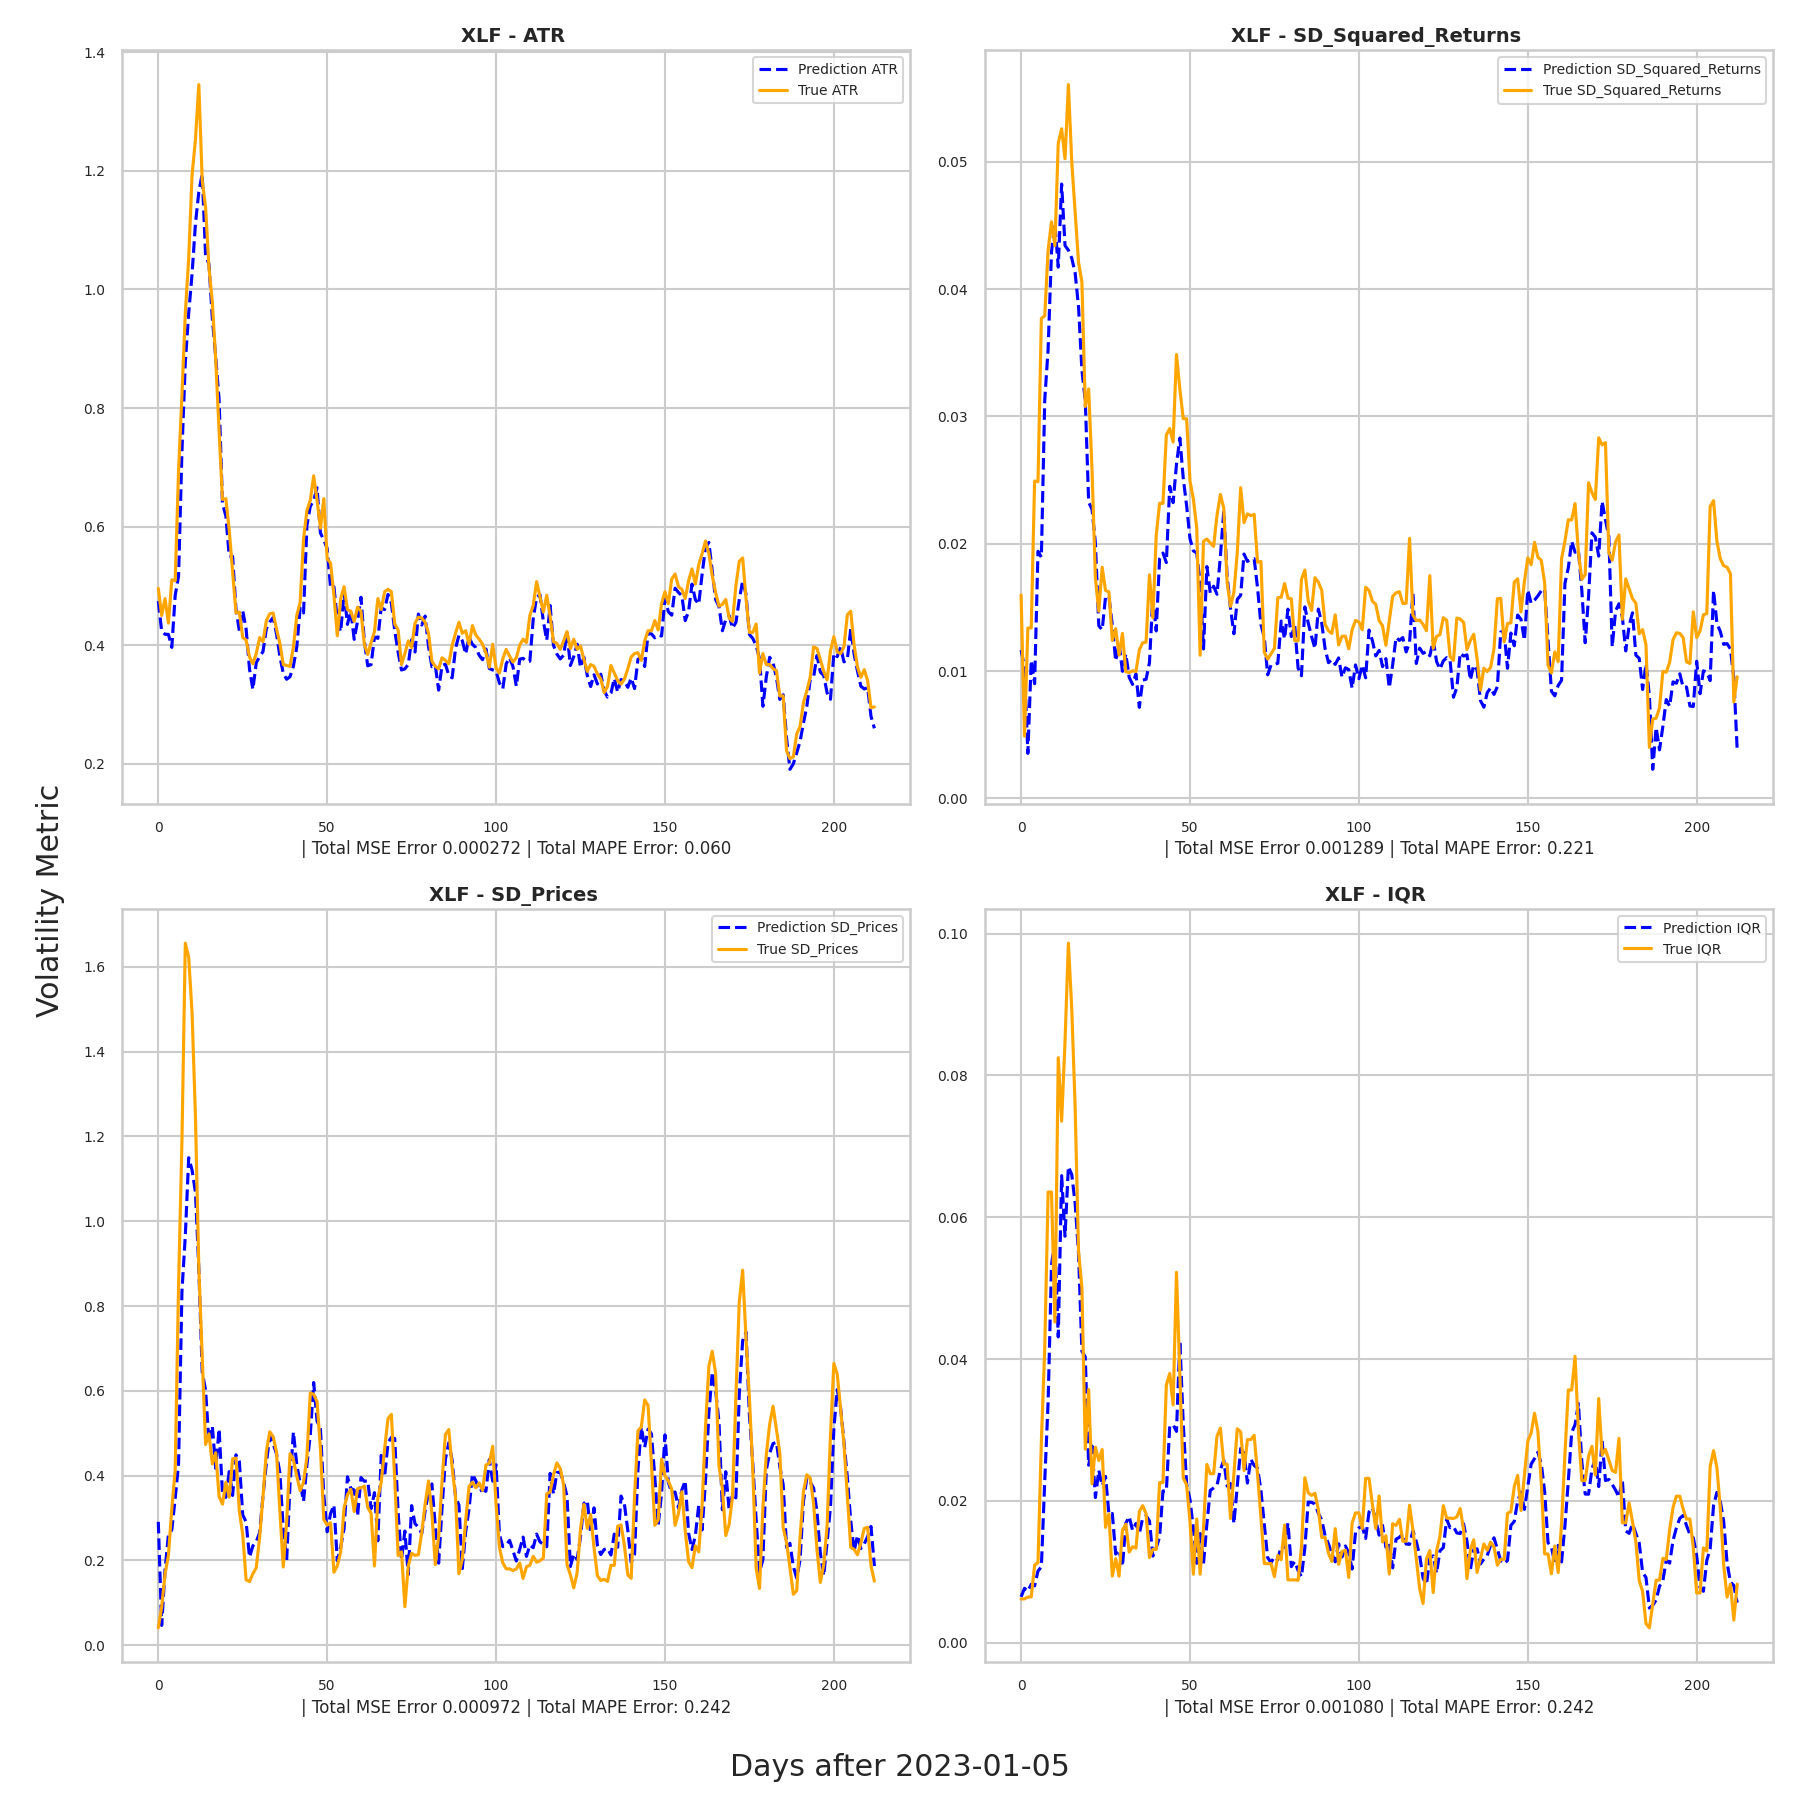 XLF - ATR
1.4
1.2
1.0
0.8
0.6
0.4
0.2
0 50 100 150 200
Prediction ATR
True ATR
| Total MSE Error 0.000272 | Total MAPE Error: 0.060
XLF - SD_Squared_Returns
0.05
0.04
0.03
0.02
0.01
0.00
0 50 100 150 200
Prediction SD_Squared_Returns
True SD_Squared_Returns
| Total MSE Error 0.001289 | Total MAPE Error: 0.221
Volatility Metric
XLF - SD_Prices
1.6
1.4
1.2
1.0
0.8
0.6
0.4
0.2
0.0
0 50 100 150 200
Prediction SD_Prices
True SD_Prices
| Total MSE Error 0.000972 | Total MAPE Error: 0.242
XLF - IQR
0.10
0.08
0.06
0.04
0.02
0.00
0 50 100 150 200
Prediction IQR
True IQR
| Total MSE Error 0.001080 | Total MAPE Error: 0.242
Days after 2023-01-05